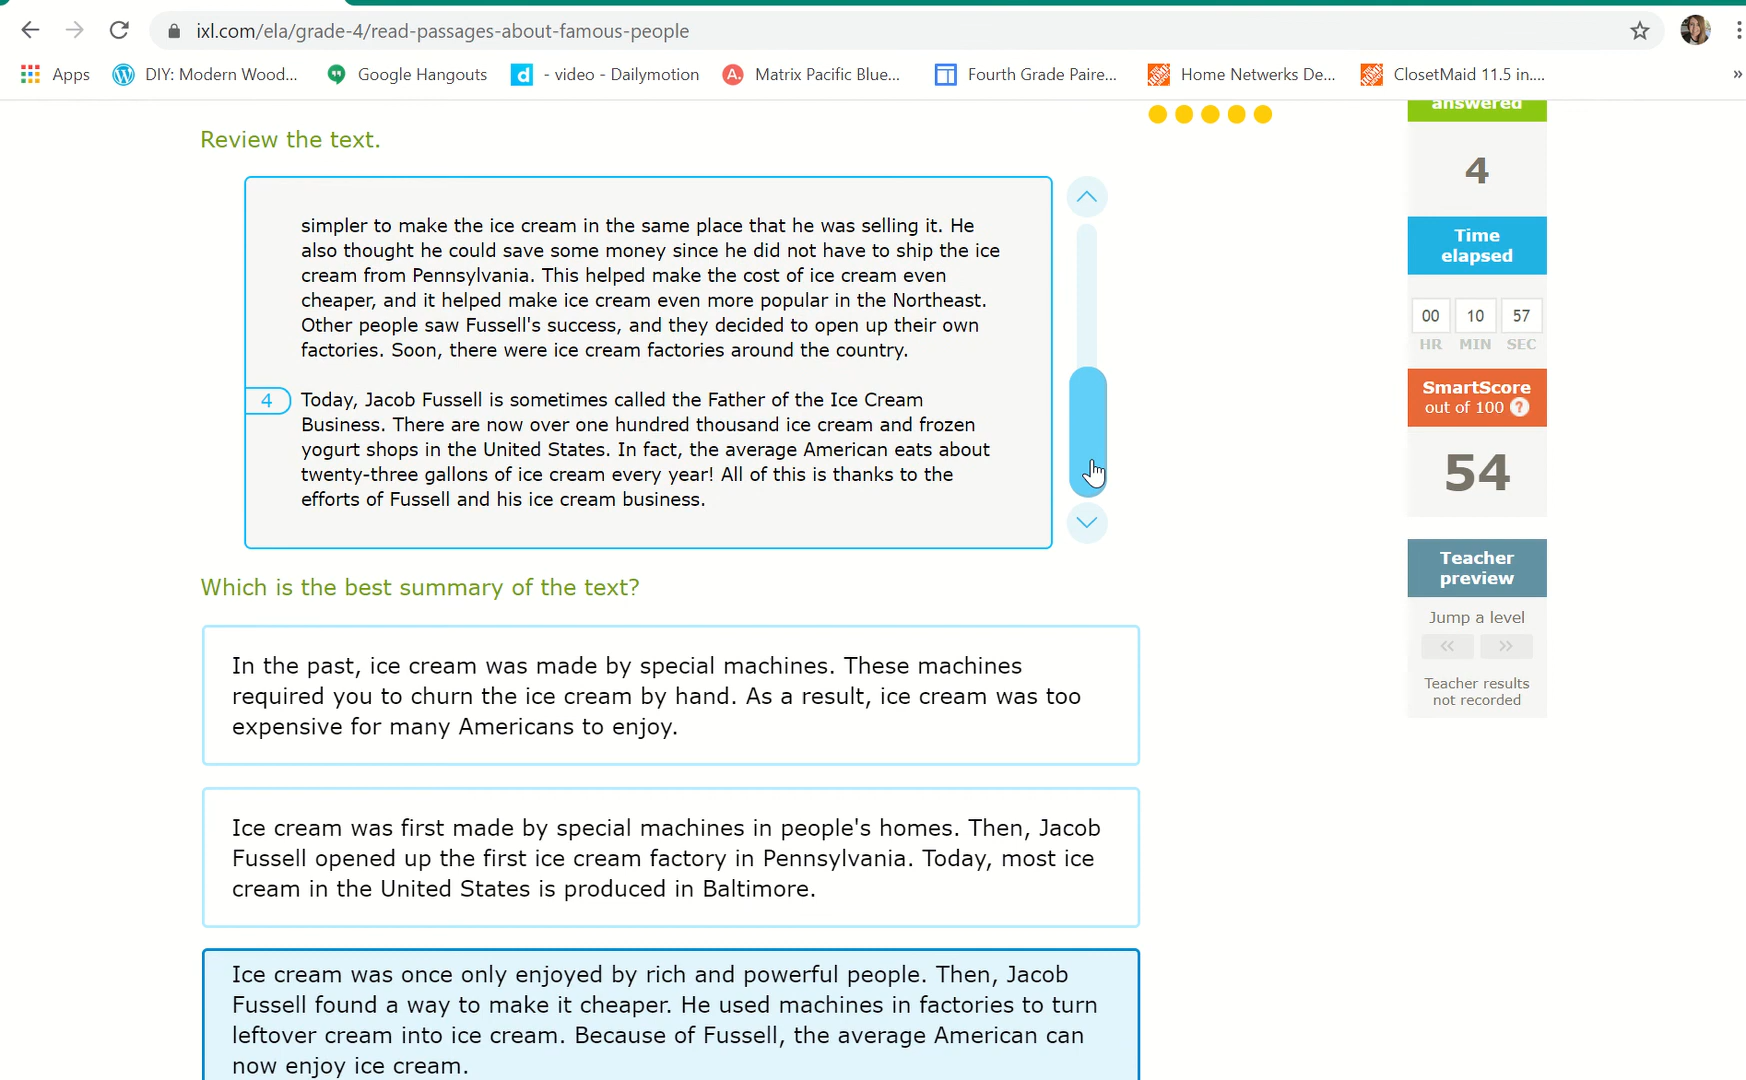 ixl.com/ela/grade-4/read-passages-about-famous-people
Apps
DIY: Modern Wood...
Google Hangouts
d - video - Dailymotion
A. Matrix Pacific Blue...
Fourth Grade Paire...
Home Netwerks De...
ClosetMaid 11.5 in....
»
Review the text.
simpler to make the ice cream in the same place that he was selling it. He
also thought he could save some money since he did not have to ship the ice
cream from Pennsylvania. This helped make the cost of ice cream even
cheaper, and it helped make ice cream even more popular in the Northeast.
Other people saw Fussell's success, and they decided to open up their own
factories. Soon, there were ice cream factories around the country.
4 Today, Jacob Fussell is sometimes called the Father of the Ice Cream
Business. There are now over one hundred thousand ice cream and frozen
yogurt shops in the United States. In fact, the average American eats about
twenty-three gallons of ice cream every year! All of this is thanks to the
efforts of Fussell and his ice cream business.
Which is the best summary of the text?
In the past, ice cream was made by special machines. These machines
required you to churn the ice cream by hand. As a result, ice cream was too
expensive for many Americans to enjoy.
Ice cream was first made by special machines in people's homes. Then, Jacob
Fussell opened up the first ice cream factory in Pennsylvania. Today, most ice
cream in the United States is produced in Baltimore.
Ice cream was once only enjoyed by rich and powerful people. Then, Jacob
Fussell found a way to make it cheaper. He used machines in factories to turn
leftover cream into ice cream. Because of Fussell, the average American can
now enjoy ice cream.
answered
4
Time
elapsed
00 10 57
HR MIN SEC
SmartScore
out of 100 ?
54
Teacher
preview
Jump a level
« »
Teacher results
not recorded